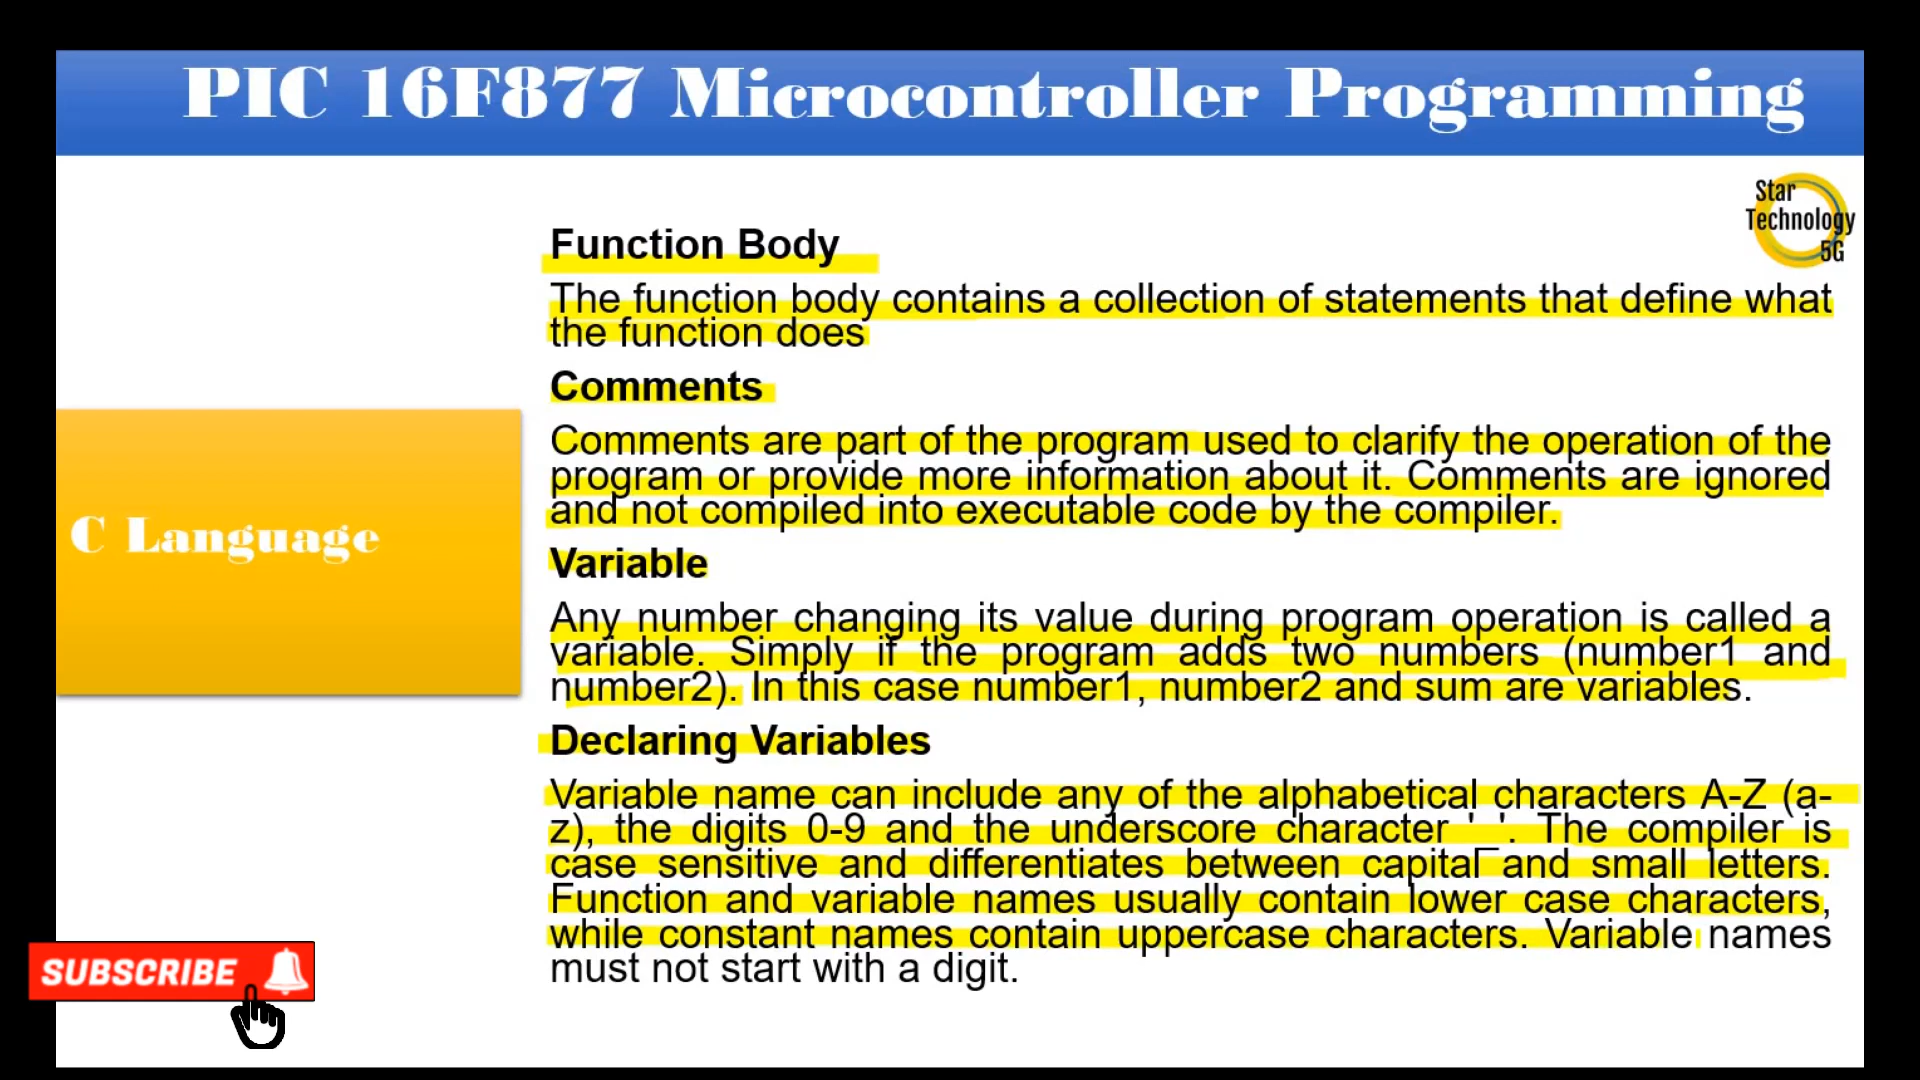 PIC 16F877 Microcontroller Programming
Star
Technology
5G
Function Body
The function body contains a collection of statements that define what
the function does
Comments
Comments are part of the program used to clarify the operation of the
program or provide more information about it. Comments are ignored
and not compiled into executable code by the compiler.
C Language
Variable
Any number changing its value during program operation is called a
variable. Simply if the program adds two numbers (number1 and
number2). In this case number1, number2 and sum are variables.
Declaring Variables
Variable name can include any of the alphabetical characters A-Z (a-
z), the digits 0-9 and the underscore character '_'. The compiler is
case sensitive and differentiates between capital and small letters.
Function and variable names usually contain lower case characters,
while constant names contain uppercase characters. Variable names
must not start with a digit.
SUBSCRIBE